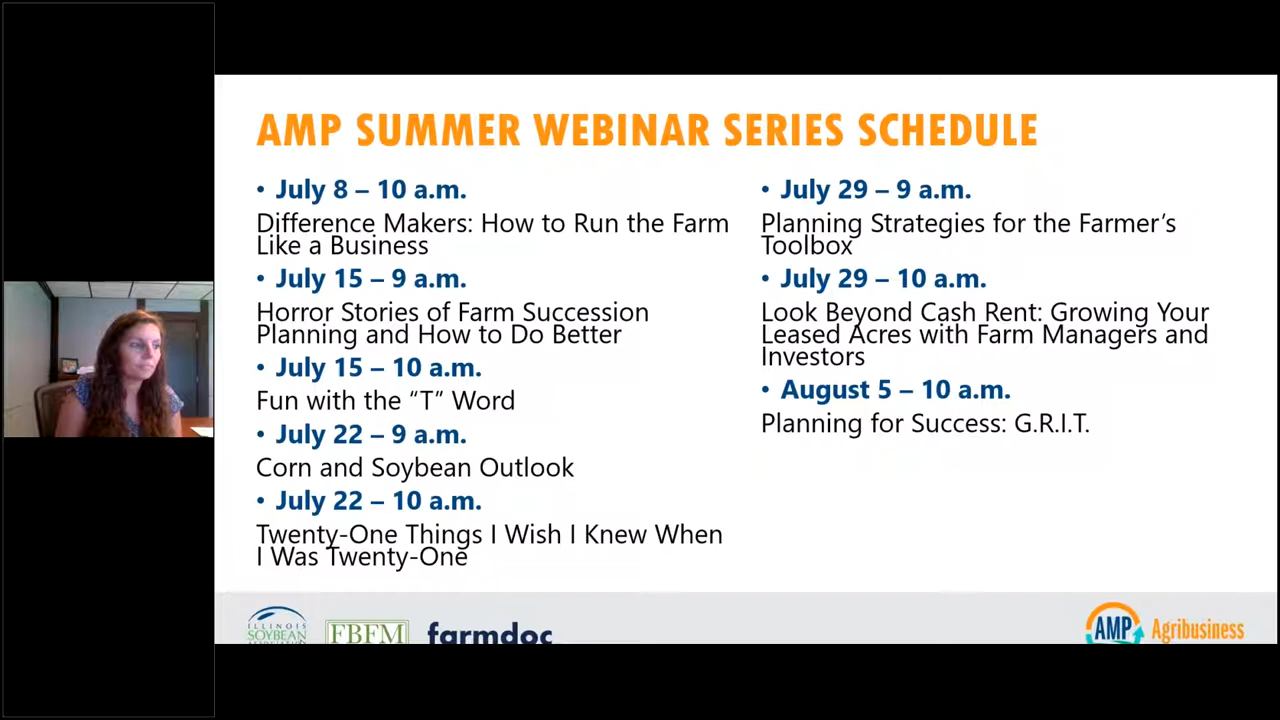 AMP SUMMER WEBINAR SERIES SCHEDULE
• July 8 – 10 a.m.
Difference Makers: How to Run the Farm
Like a Business
• July 15 – 9 a.m.
Horror Stories of Farm Succession
Planning and How to Do Better
• July 15 – 10 a.m.
Fun with the “T” Word
• July 22 – 9 a.m.
Corn and Soybean Outlook
• July 22 – 10 a.m.
Twenty-One Things I Wish I Knew When
I Was Twenty-One
• July 29 – 9 a.m.
Planning Strategies for the Farmer’s
Toolbox
• July 29 – 10 a.m.
Look Beyond Cash Rent: Growing Your
Leased Acres with Farm Managers and
Investors
• August 5 – 10 a.m.
Planning for Success: G.R.I.T.
ILLINOIS
SOYBEAN
FBFM
farmdoc
AMP Agribusiness